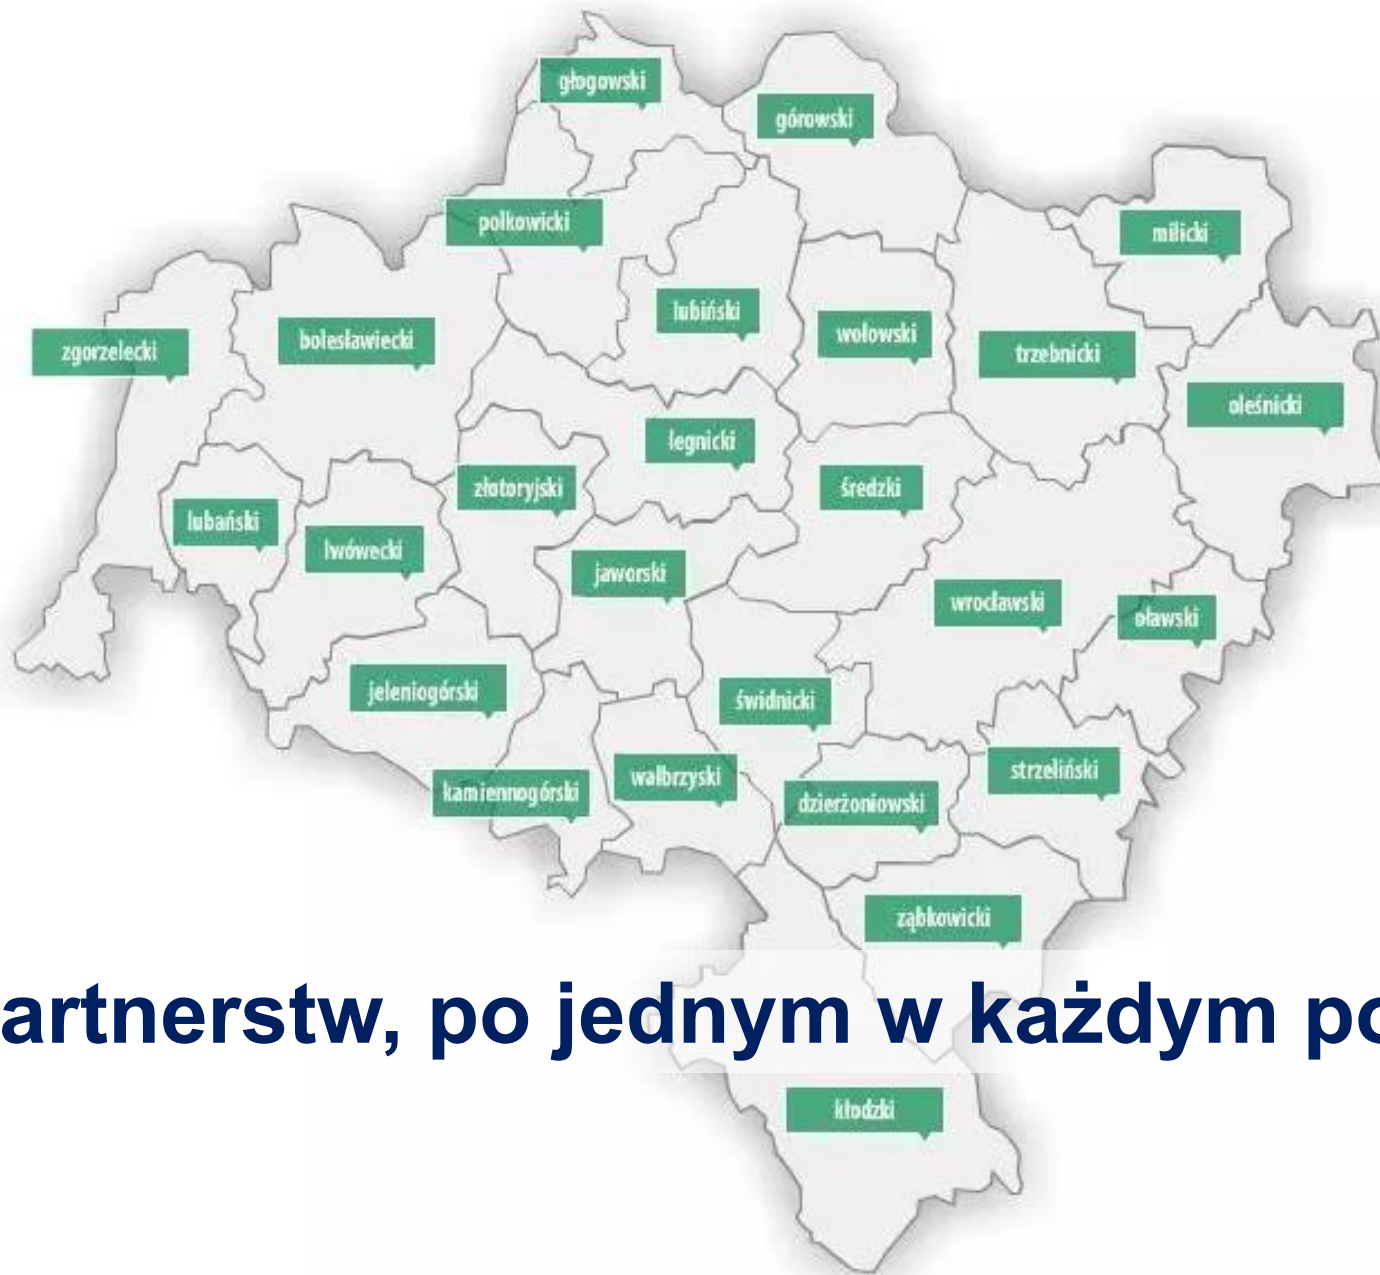 głogowski
górowski
polkowicki
milicki
lubiński
wołowski
zgorzelecki
bolesławiecki
trzebnicki
oleśnicki
legnicki
złotoryjski
średzki
lubański
lwówecki
jaworski
wrocławski
oławski
jeleniogórski
świdnicki
kamiennogórski
wałbrzyski
dzierżoniowski
strzeliński
ząbkowicki
artnerstw, po jednym w każdym po
kłodzki